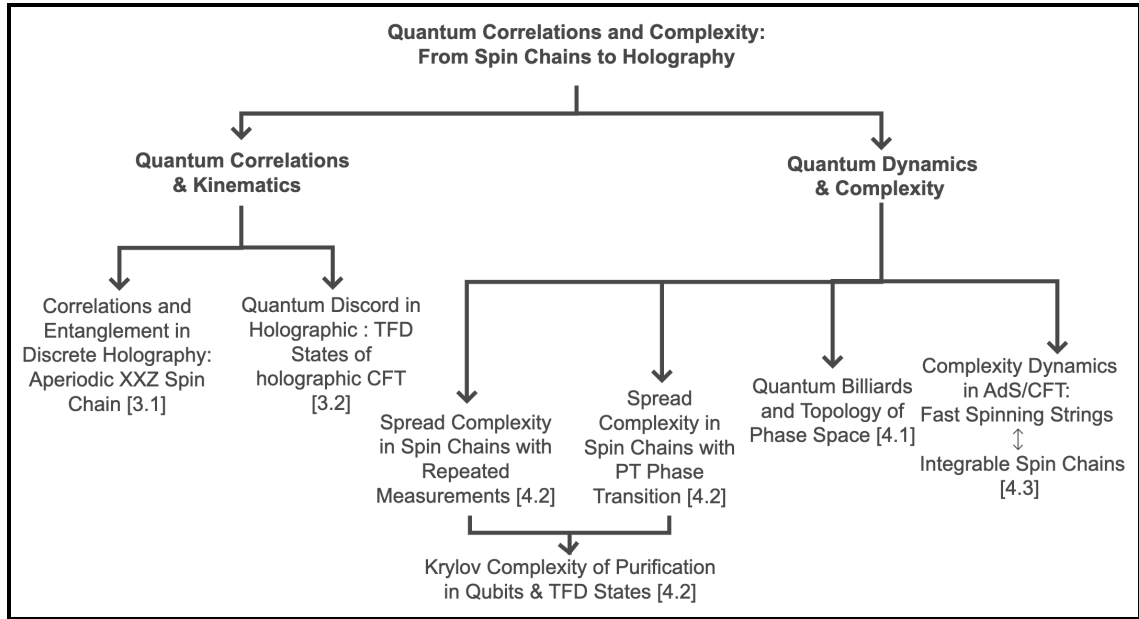 Quantum Correlations and Complexity:
From Spin Chains to Holography
Quantum Correlations
& Kinematics
Quantum Dynamics
& Complexity
Correlations and
Entanglement in
Discrete Holography:
Aperiodic XXZ Spin
Chain [3.1]
Quantum Discord in
Holographic : TFD
States of
holographic CFT
[3.2]
Spread Complexity
in Spin Chains with
Repeated
Measurements [4.2]
Spread
Complexity in
Spin Chains with
PT Phase
Transition [4.2]
Quantum Billiards
and Topology of
Phase Space [4.1]
Complexity Dynamics
in AdS/CFT:
Fast Spinning Strings
↕
Integrable Spin Chains
[4.3]
Krylov Complexity of Purification
in Qubits & TFD States [4.2]